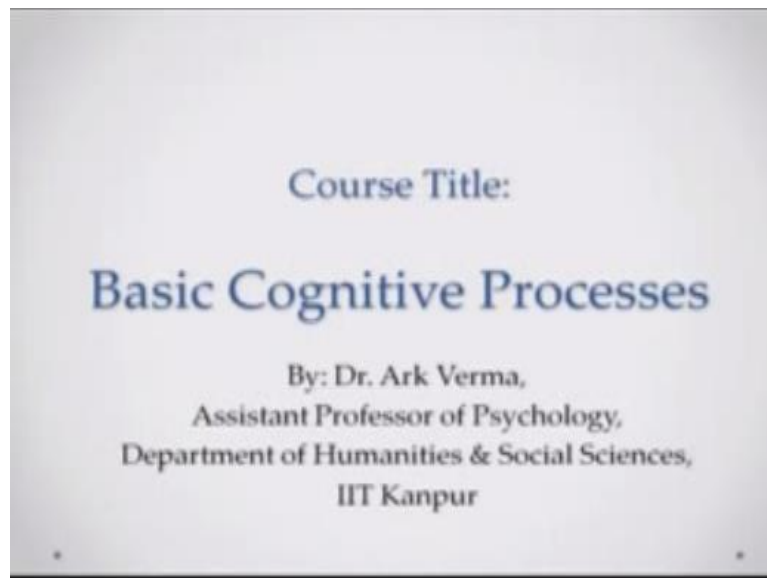 Course Title:
Basic Cognitive Processes
By: Dr. Ark Verma,
Assistant Professor of Psychology,
Department of Humanities & Social Sciences,
IIT Kanpur